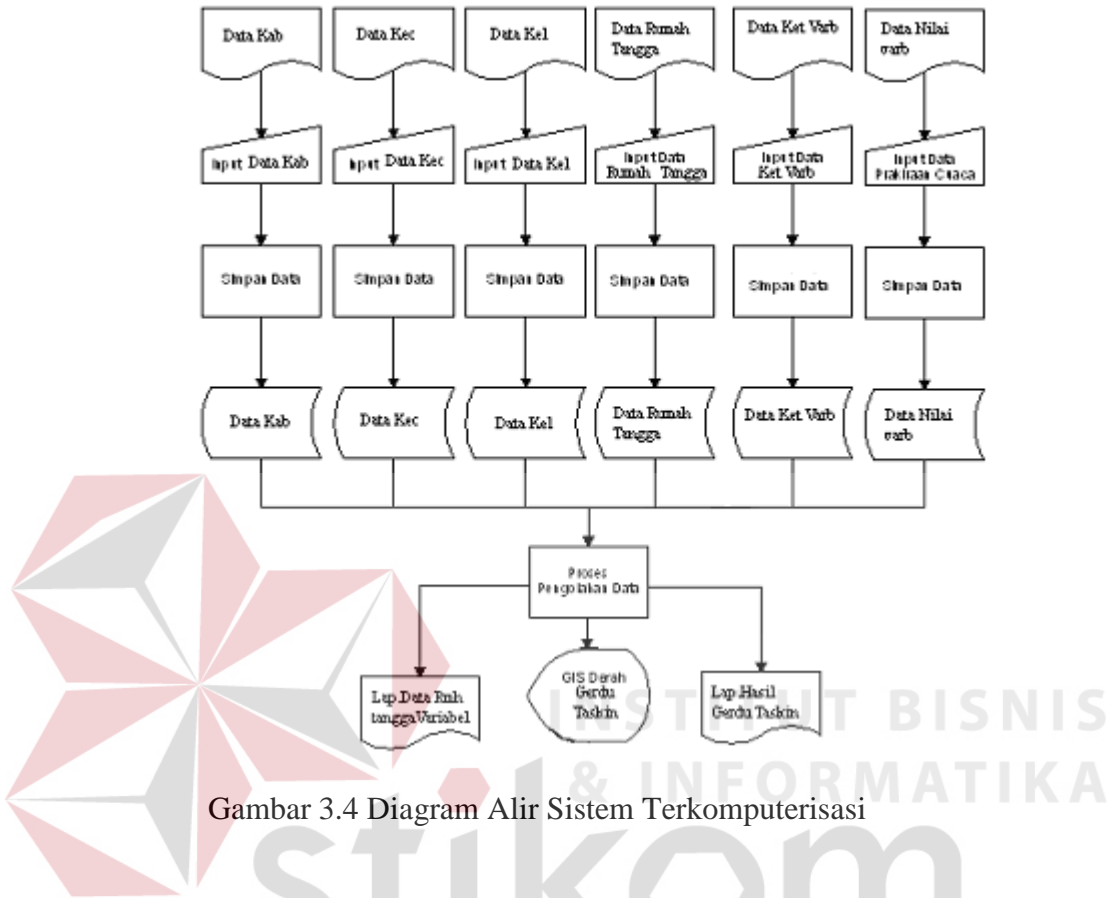 Data Kab
Data Kec
Data Kel
Data Rumah
Tangga
Data Ket Varb
Data Nilai
varb
Input Data Kab
Input Data Kec
Input Data Kel
Input Data
Rumah Tangga
Input Data
Ket Varb
Input Data
Prakiraan Cuaca
Simpan Data
Simpan Data
Simpan Data
Simpan Data
Simpan Data
Simpan Data
Data Kab
Data Kec
Data Kel
Data Rumah
Tangga
Data Ket Varb
Data Nilai
varb
Proses
Pengolahan Data
Lap.Data Rmh
tanggaVariabel
GIS Derah
Gerdu
Taskin
Lap.Hasil
Gerdu Taskin
INSTITUT BISNIS
& INFORMATIKA
Gambar 3.4 Diagram Alir Sistem Terkomputerisasi
stikom